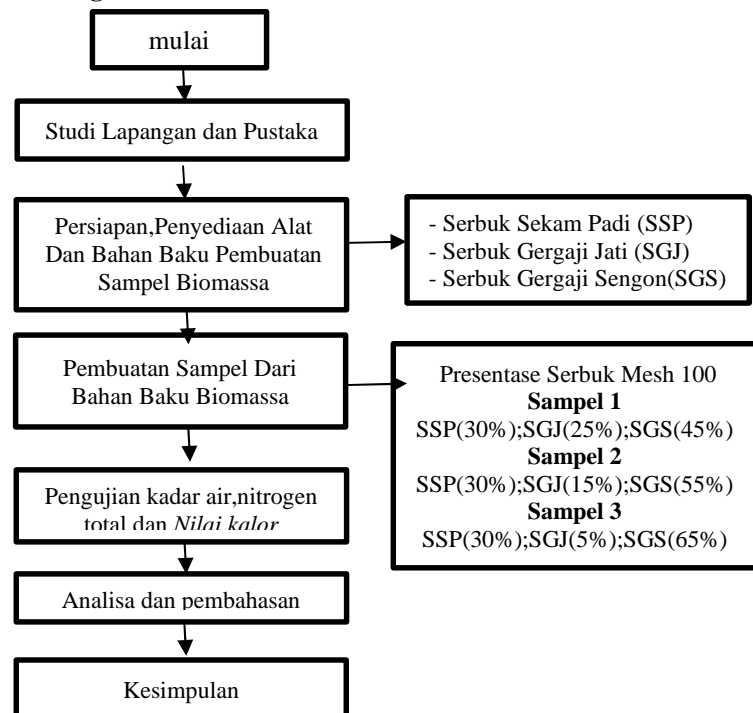 mulai
Studi Lapangan dan Pustaka
Persiapan,Penyediaan Alat
Dan Bahan Baku Pembuatan
Sampel Biomassa
- Serbuk Sekam Padi (SSP)
- Serbuk Gergaji Jati (SGJ)
- Serbuk Gergaji Sengon(SGS)
Pembuatan Sampel Dari
Bahan Baku Biomassa
Presentase Serbuk Mesh 100
Sampel 1
SSP(30%);SGJ(25%);SGS(45%)
Sampel 2
SSP(30%);SGJ(15%);SGS(55%)
Sampel 3
SSP(30%);SGJ(5%);SGS(65%)
Pengujian kadar air,nitrogen
total dan Nilai kalor
Analisa dan pembahasan
Kesimpulan